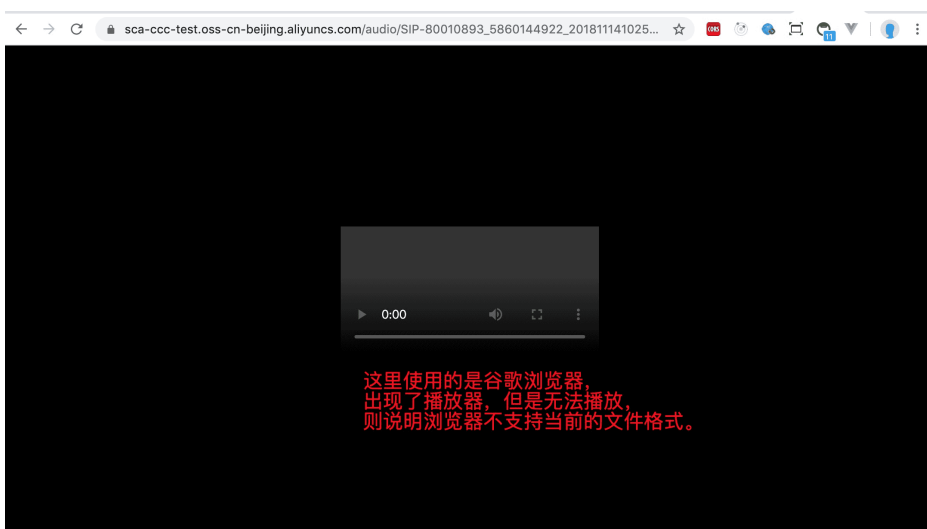 sca-ccc-test.oss-cn-beijing.aliyuncs.com/audio/SIP-80010893_5860144922_201811141025...
CORS
11
0:00
这里使用的是谷歌浏览器，
出现了播放器，但是无法播放，
则说明浏览器不支持当前的文件格式。